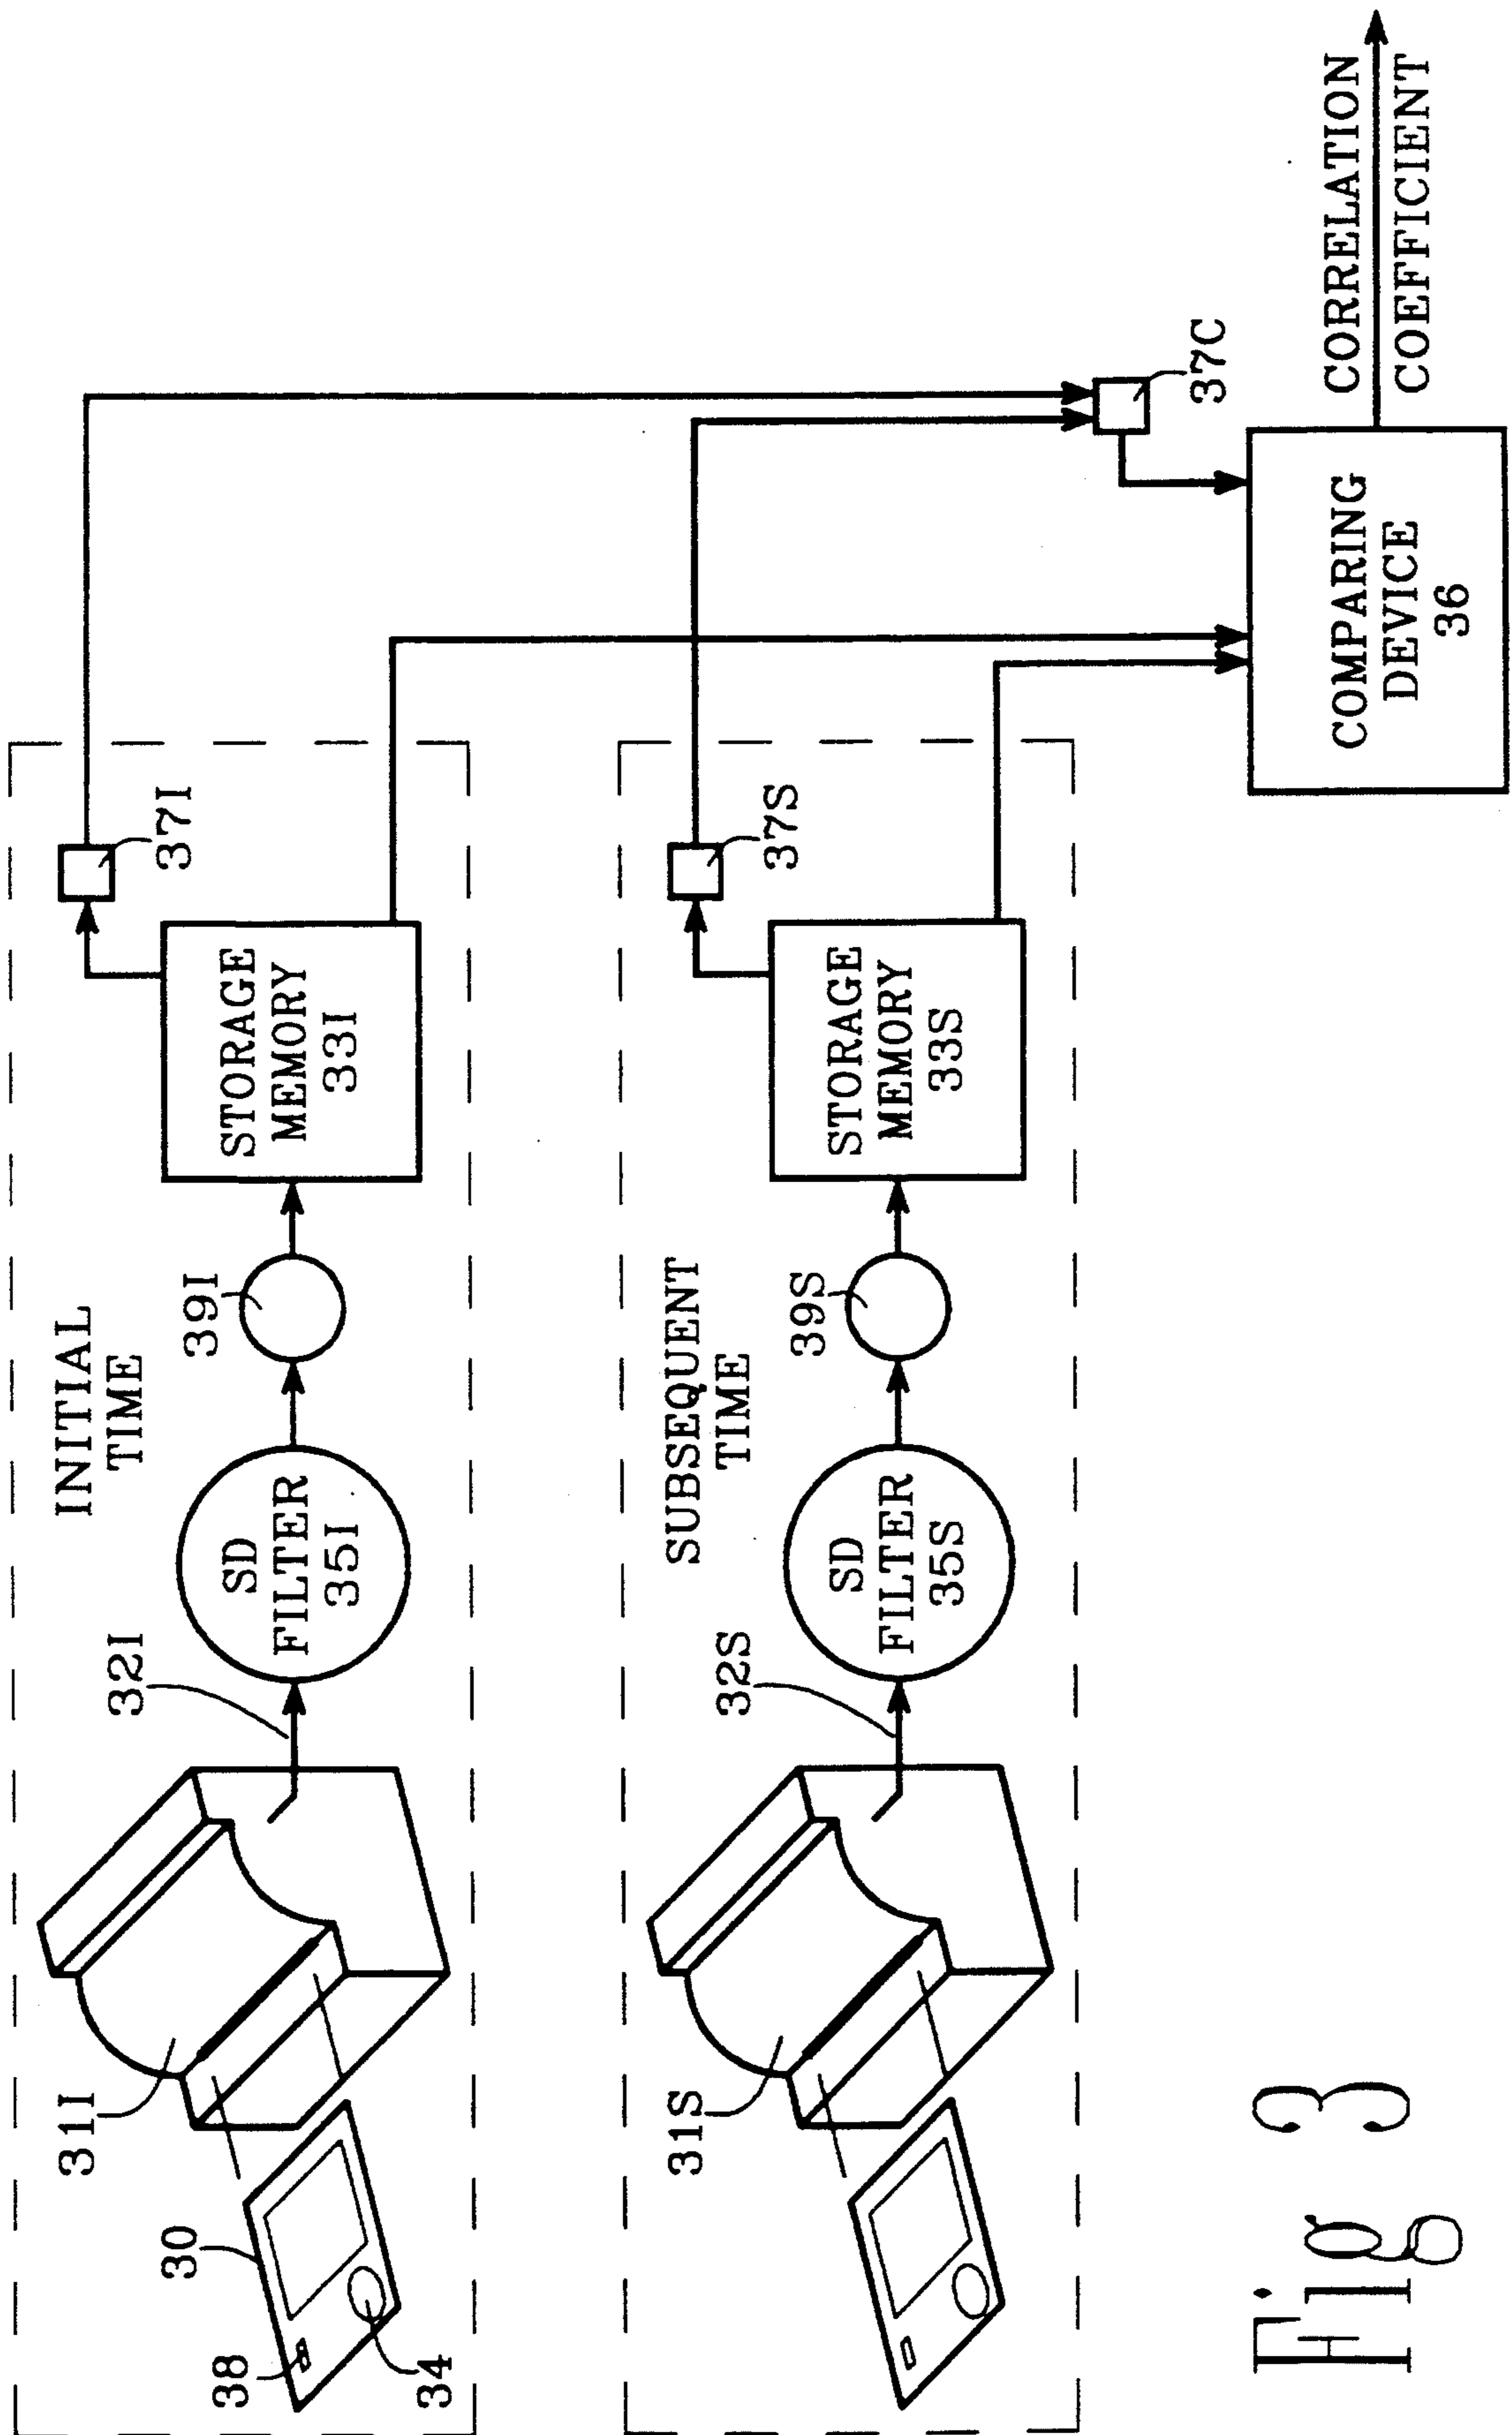 INITIAL
TIME
38
30
34
31I
32I
SD
FILTER
35I
39I
STORAGE
MEMORY
33I
37I
SUBSEQUENT
TIME
31S
32S
SD
FILTER
35S
39S
STORAGE
MEMORY
33S
37S
37C
COMPARING
DEVICE
36
CORRELATION
COEFFICIENT
Fig 3